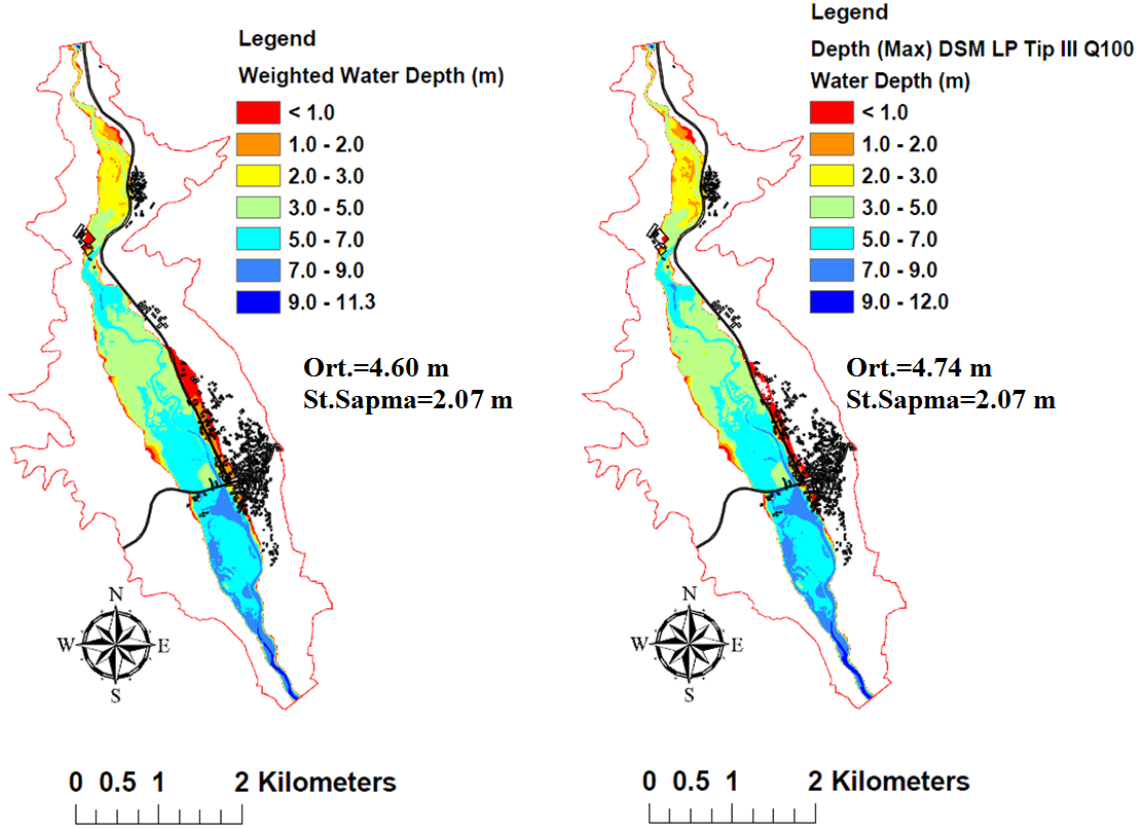 Legend
Weighted Water Depth (m)
< 1.0
1.0 - 2.0
2.0 - 3.0
3.0 - 5.0
5.0 - 7.0
7.0 - 9.0
9.0 - 11.3
Ort.=4.60 m
St.Sapma=2.07 m
N
W E
S
0 0.5 1 2 Kilometers
Legend
Depth (Max) DSM LP Tip III Q100
Water Depth (m)
< 1.0
1.0 - 2.0
2.0 - 3.0
3.0 - 5.0
5.0 - 7.0
7.0 - 9.0
9.0 - 12.0
Ort.=4.74 m
St.Sapma=2.07 m
N
W E
S
0 0.5 1 2 Kilometers